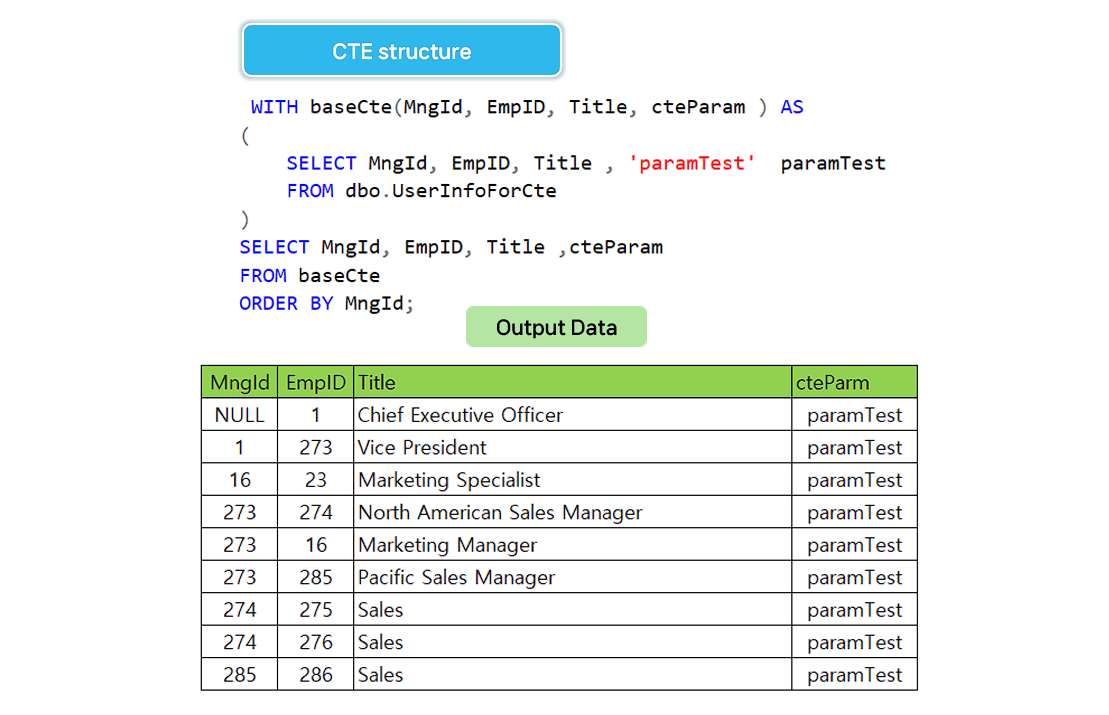 CTE structure
WITH baseCte(MngId, EmpID, Title, cteParam ) AS
(
SELECT MngId, EmpID, Title , 'paramTest'  paramTest
FROM dbo.UserInfoForCte
)
SELECT MngId, EmpID, Title ,cteParam
FROM baseCte
ORDER BY MngId;
Output Data
MngId EmpID Title cteParm
NULL 1 Chief Executive Officer paramTest
1 273 Vice President paramTest
16 23 Marketing Specialist paramTest
273 274 North American Sales Manager paramTest
273 16 Marketing Manager paramTest
273 285 Pacific Sales Manager paramTest
274 275 Sales paramTest
274 276 Sales paramTest
285 286 Sales paramTest